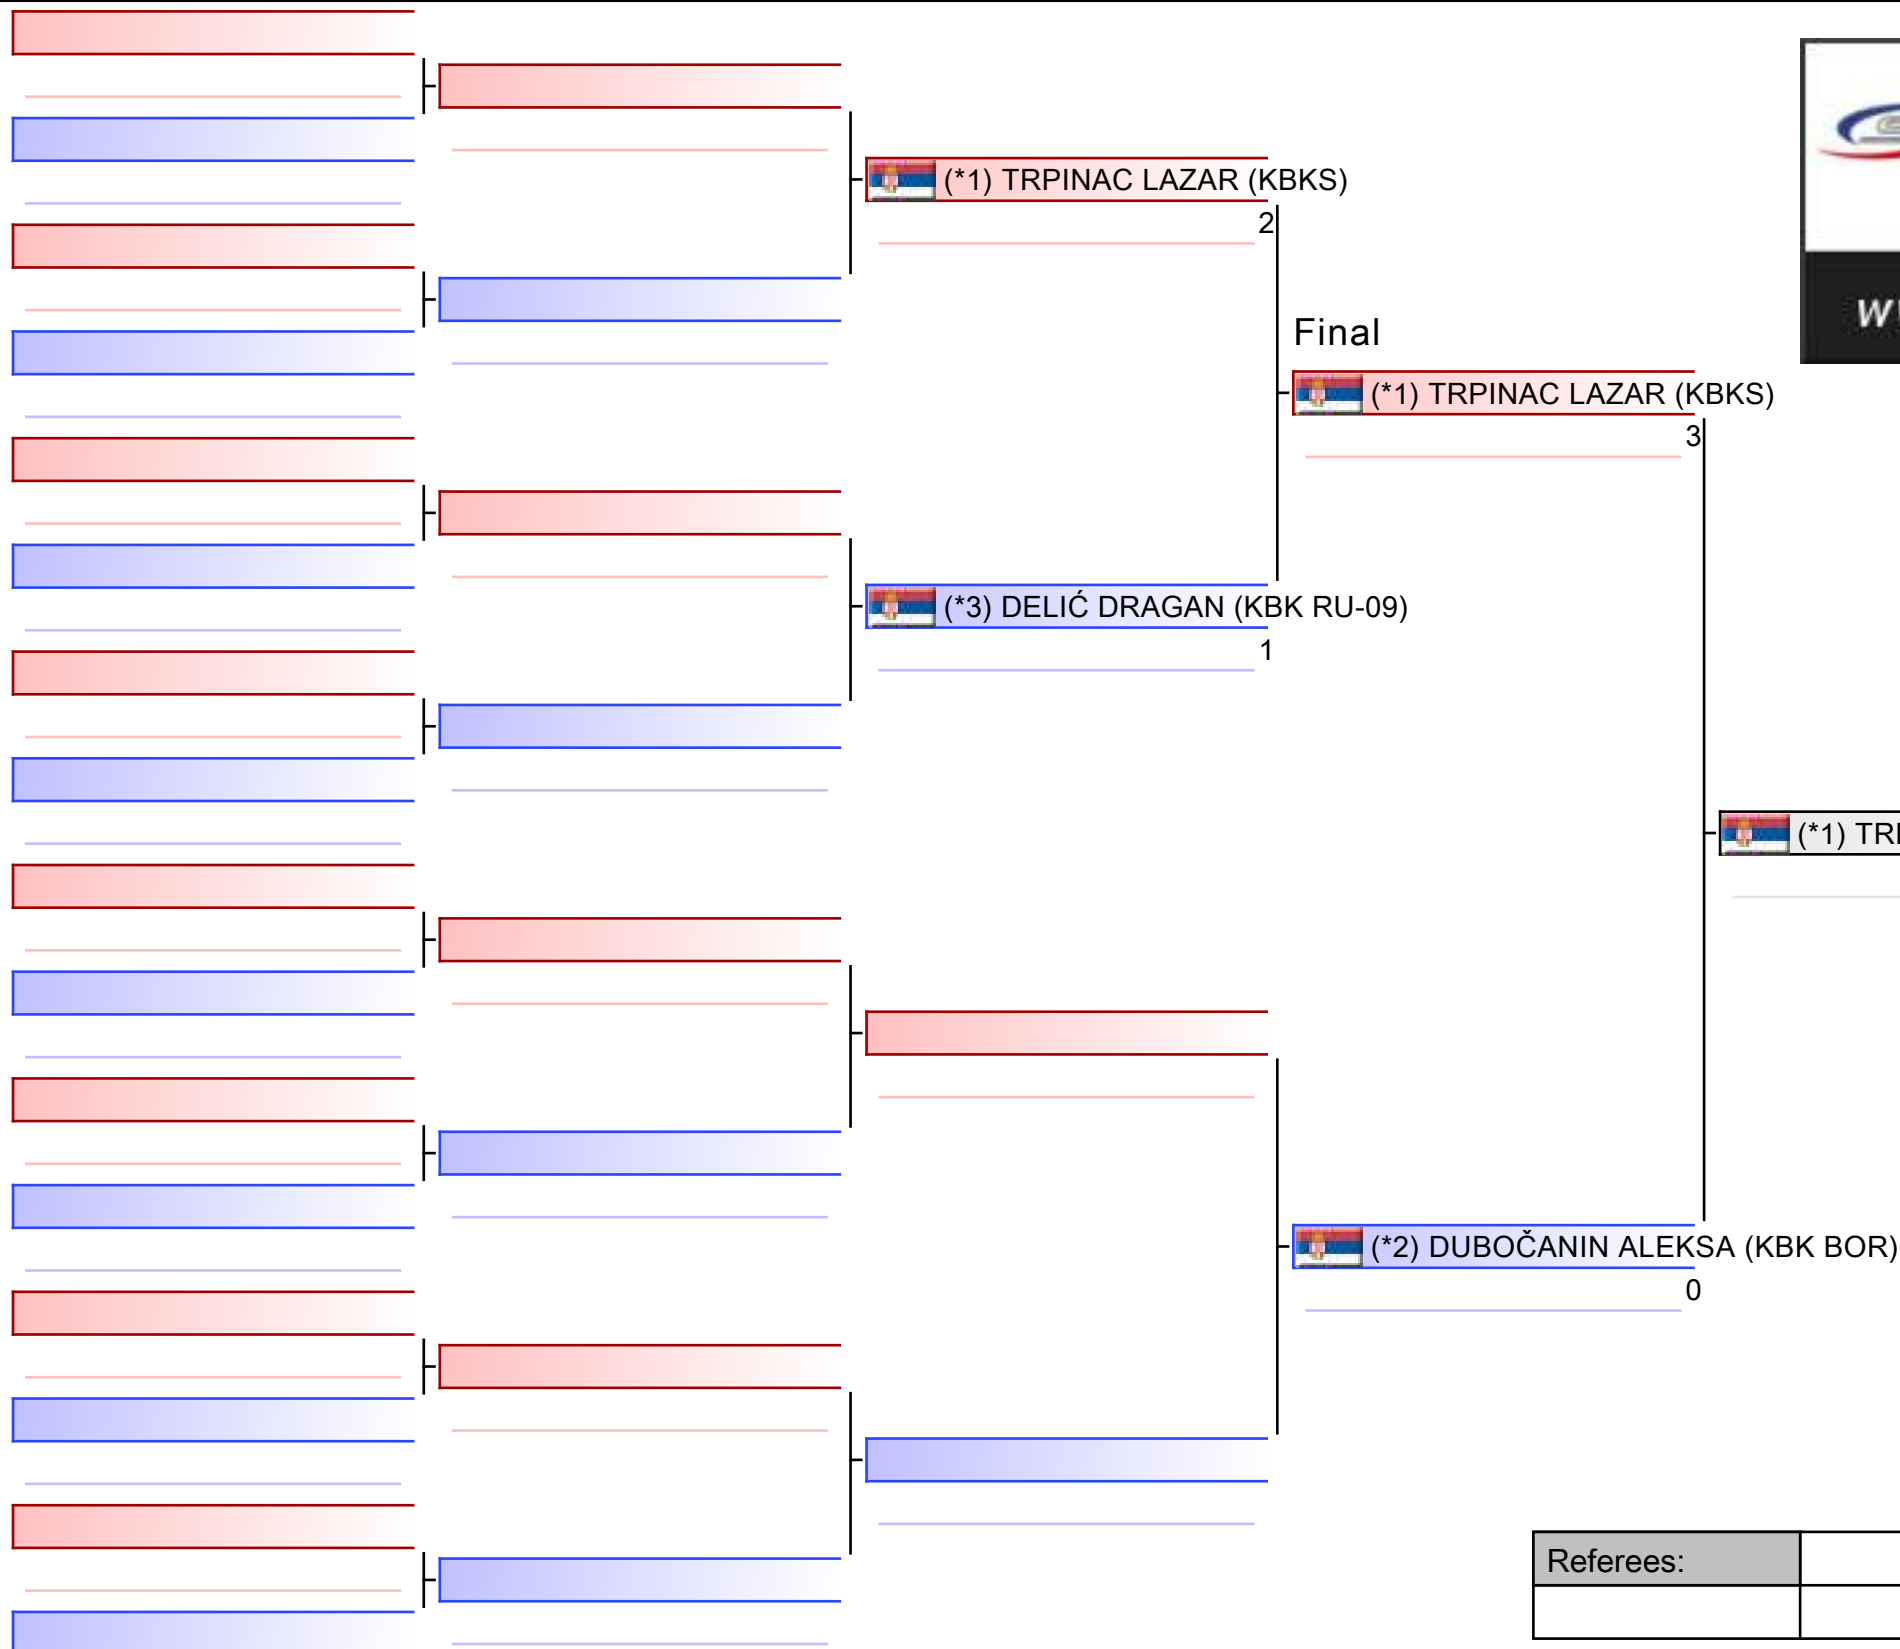 (*1) TRPINAC LAZAR (KBKS)
2
Final
(*1) TRPINAC LAZAR (KBKS)
3
(*3) DELIĆ DRAGAN (KBK RU-09)
1
(*1)
(*2) DUBOČANIN ALEKSA (KBK BOR)
0
Referees: